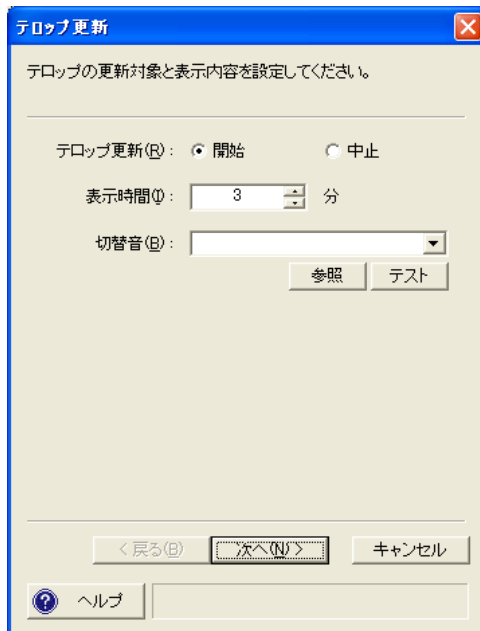 テロップ更新
テロップの更新対象と表示内容を設定してください。
テロップ更新(R): 開始 中止
表示時間(I): 3 分
切替音(B):
参照 テスト
< 戻る(B) 次へ(N) > キャンセル
? ヘルプ